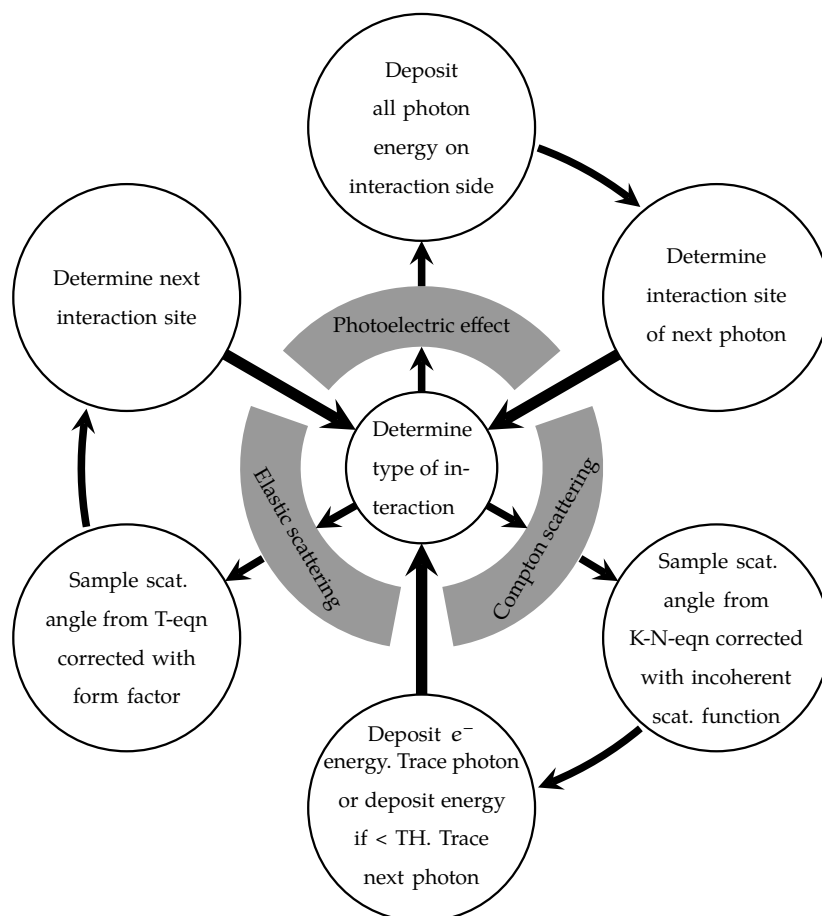 Deposit
all photon
energy on
interaction side
Determine next
interaction site
Determine
interaction site
of next photon
Photoelectric effect
Determine
type of in-
teraction
Elastic scattering
Compton scattering
Sample scat.
angle from T-eqn
corrected with
form factor
Sample scat.
angle from
K-N-eqn corrected
with incoherent
scat. function
Deposit e⁻
energy. Trace photon
or deposit energy
if < TH. Trace
next photon